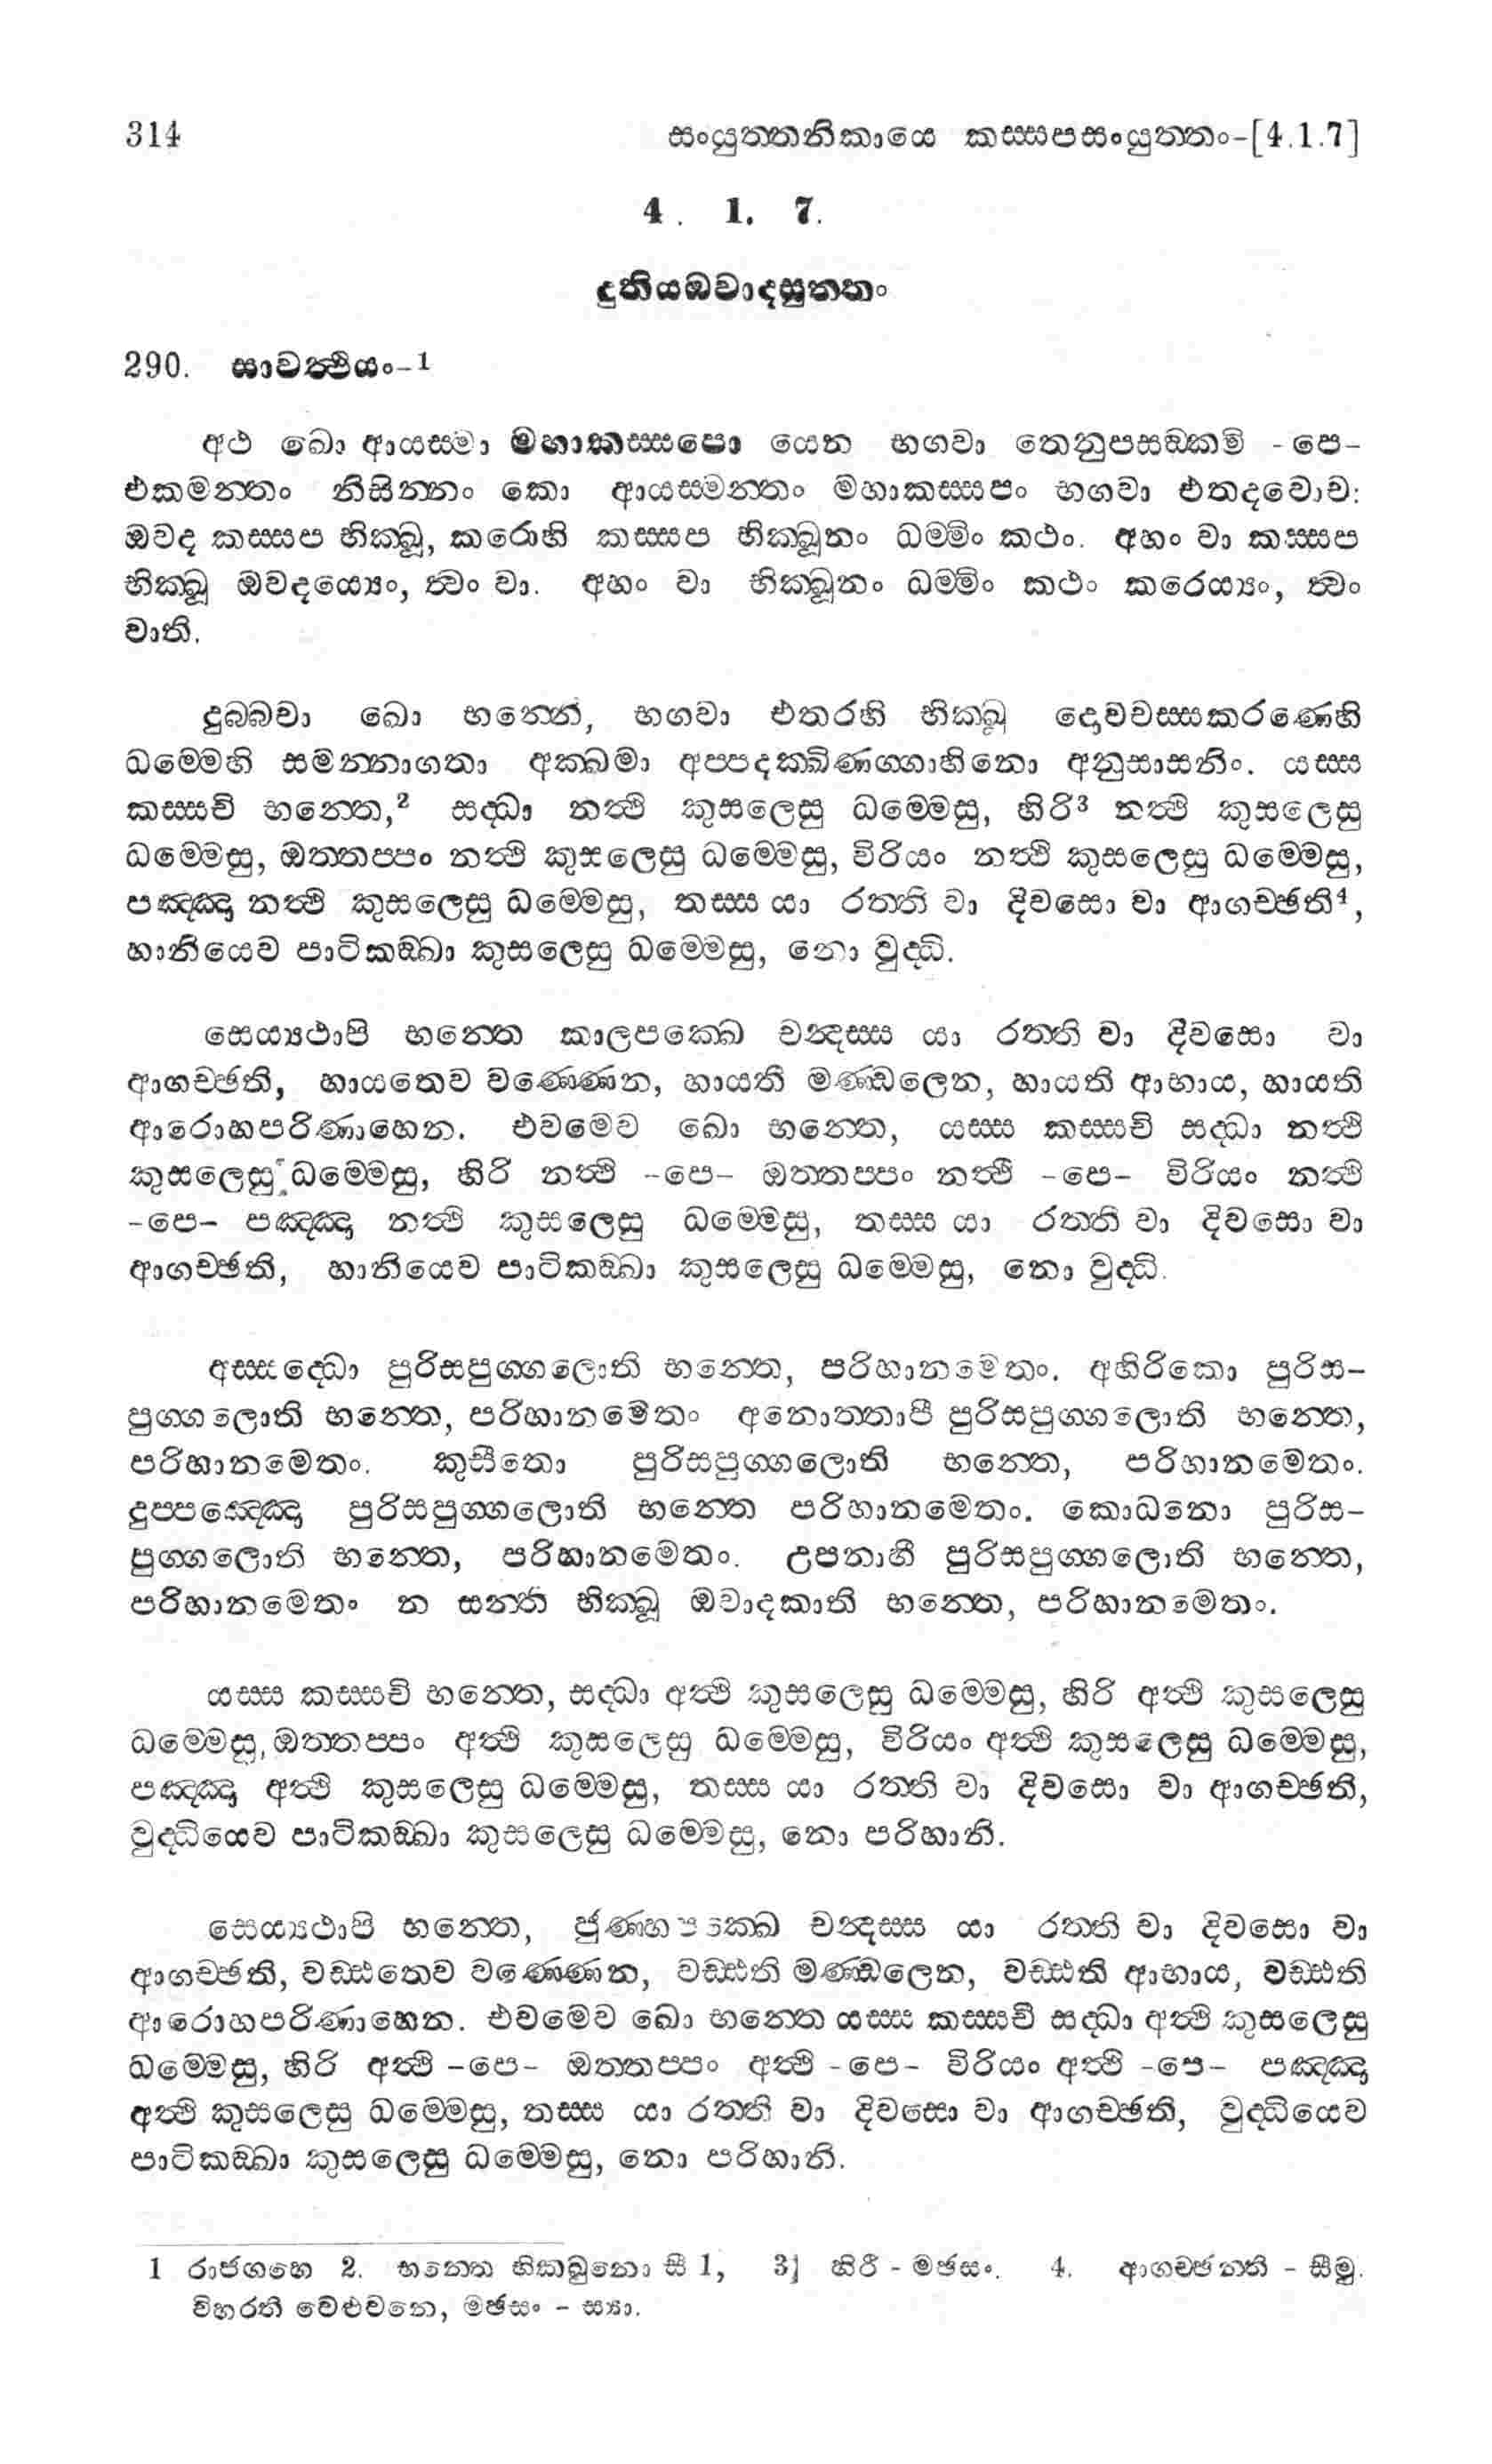 314 සංයුත්තනිකායෙ කස්සපසංයුත්තං-[4.1.7]
4. 1. 7.
දුතියඔවාදසුත්තං
290. සාවත්ථියං-1
අථ ඛො ආයස්මා මහාකස්සපො යෙන භගවා තෙනුපසඞ්කමි -පෙ-
එකමන්තං නිසින්නං කො ආයස්මන්තං මහාකස්සපං භගවා එතදවොච:
ඔවද කස්සප භික්ඛූ, කරොහි කස්සප භික්ඛූනං ධම්මිං කථං. අහං වා කස්සප
භික්ඛූ ඔවදෙය්‍යං, ත්වං වා. අහං වා භික්ඛූනං ධම්මිං කථං කරෙය්‍යං, ත්වං
වාති.
දුබ්බචා ඛො භන්තෙ, භගවා එතරහි භික්ඛූ දොවචස්සකරණෙහි
ධම්මෙහි සමන්නාගතා අක්ඛමා අප්පදක්ඛිණග්ගාහිනො අනුසාසනිං. යස්ස
කස්සචි භන්තෙ,2 සද්ධා නත්ථි කුසලෙසු ධම්මෙසු, හිරි3 නත්ථි කුසලෙසු
ධම්මෙසු, ඔත්තප්පං නත්ථි කුසලෙසු ධම්මෙසු, විරියං නත්ථි කුසලෙසු ධම්මෙසු,
පඤ්ඤා නත්ථි කුසලෙසු ධම්මෙසු, තස්ස යා රත්ති වා දිවසො වා ආගච්ඡති4,
හානියෙව පාටිකඞ්ඛා කුසලෙසු ධම්මෙසු, නො වුද්ධි.
සෙය්‍යථාපි භන්තෙ කාලපක්ඛෙ චන්දස්ස යා රත්ති වා දිවසො වා
ආගච්ඡති, හායතෙව වණ්ණෙන, හායති මණ්ඩලෙන, හායති ආභාය, හායති
ආරොහපරිණාහෙන. එවමෙව ඛො භන්තෙ, යස්ස කස්සචි සද්ධා නත්ථි
කුසලෙසු ධම්මෙසු, හිරි නත්ථි -පෙ- ඔත්තප්පං නත්ථි -පෙ- විරියං නත්ථි
-පෙ- පඤ්ඤා නත්ථි කුසලෙසු ධම්මෙසු, තස්ස යා රත්ති වා දිවසො වා
ආගච්ඡති, හානියෙව පාටිකඞ්ඛා කුසලෙසු ධම්මෙසු, නො වුද්ධි.
අස්සද්ධො පුරිසපුග්ගලොති භන්තෙ, පරිහානමෙතං. අහිරිකො පුරිස-
පුග්ගලොති භන්තෙ, පරිහානමෙතං අනොත්තාපී පුරිසපුග්ගලොති භන්තෙ,
පරිහානමෙතං. කුසීතො පුරිසපුග්ගලොති භන්තෙ, පරිහානමෙතං.
දුප්පඤ්ඤො පුරිසපුග්ගලොති භන්තෙ පරිහානමෙතං. කොධනො පුරිස-
පුග්ගලොති භන්තෙ, පරිහානමෙතං. උපනාහී පුරිසපුග්ගලොති භන්තෙ,
පරිහානමෙතං න සන්ති භික්ඛූ ඔවාදකාති භන්තෙ, පරිහානමෙතං.
යස්ස කස්සචි භන්තෙ, සද්ධා අත්ථි කුසලෙසු ධම්මෙසු, හිරි අත්ථි කුසලෙසු
ධම්මෙසු, ඔත්තප්පං අත්ථි කුසලෙසු ධම්මෙසු, විරියං අත්ථි කුසලෙසු ධම්මෙසු,
පඤ්ඤා අත්ථි කුසලෙසු ධම්මෙසු, තස්ස යා රත්ති වා දිවසො වා ආගච්ඡති,
වුද්ධියෙව පාටිකඞ්ඛා කුසලෙසු ධම්මෙසු, නො පරිහානි.
සෙය්‍යථාපි භන්තෙ, ජුණ්හපක්ඛෙ චන්දස්ස යා රත්ති වා දිවසො වා
ආගච්ඡති, වඩ්ඪතෙව වණ්ණෙන, වඩ්ඪති මණ්ඩලෙන, වඩ්ඪති ආභාය, වඩ්ඪති
ආරොහපරිණාහෙන. එවමෙව ඛො භන්තෙ යස්ස කස්සචි සද්ධා අත්ථි කුසලෙසු
ධම්මෙසු, හිරි අත්ථි -පෙ- ඔත්තප්පං අත්ථි -පෙ- විරියං අත්ථි -පෙ- පඤ්ඤා
අත්ථි කුසලෙසු ධම්මෙසු, තස්ස යා රත්ති වා දිවසො වා ආගච්ඡති, වුද්ධියෙව
පාටිකඞ්ඛා කුසලෙසු ධම්මෙසු, නො පරිහානි.
1 රාජගහෙ 2. භන්තෙ භික්ඛුනො සී 1, 3] හිරී - මඡසං. 4. ආගච්ඡන්ති - සීමු.
විහරති වෙළුවනෙ, මඡසං - ස්‍යා.